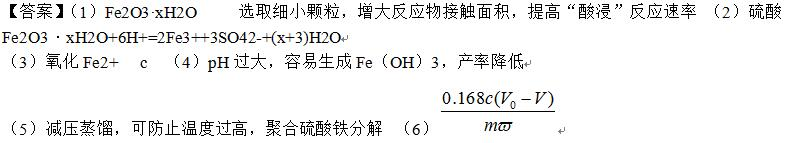 【答案】（1）Fe2O3·xH2O 选取细小颗粒，增大反应物接触面积，提高“酸浸”反应速率 （2）硫酸
Fe2O3 · xH2O+6H+=2Fe3++3SO42-+(x+3)H2O↵
（3）氧化 Fe2+ c （4）pH 过大，容易生成 Fe（OH）3，产率降低
（5）减压蒸馏，可防止温度过高，聚合硫酸铁分解 （6） \frac{0.168c(V_0-V)}{m\varpi}↵